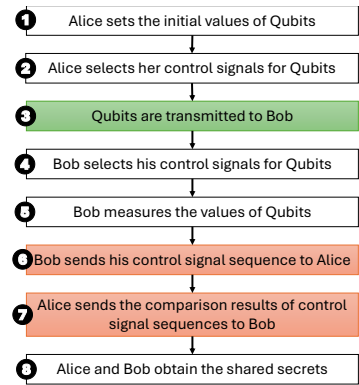 1 Alice sets the initial values of Qubits
2 Alice selects her control signals for Qubits
3 Qubits are transmitted to Bob
4 Bob selects his control signals for Qubits
5 Bob measures the values of Qubits
6 Bob sends his control signal sequence to Alice
7 Alice sends the comparison results of control
signal sequences to Bob
8 Alice and Bob obtain the shared secrets